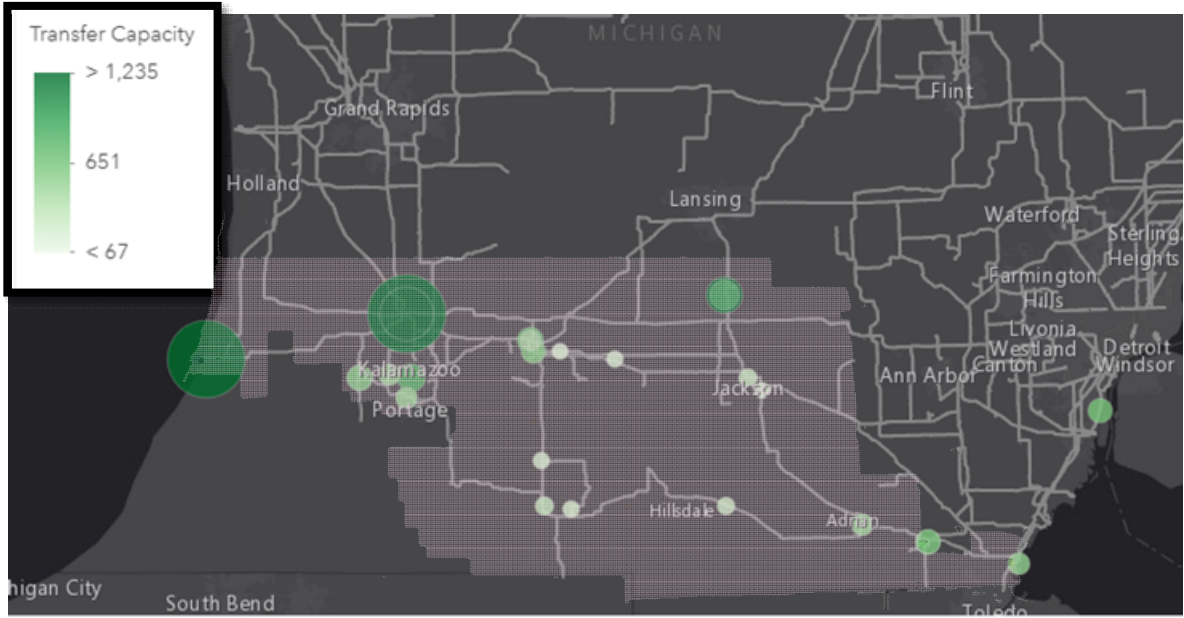 Transfer Capacity
> 1,235
651
< 67
MICHIGAN
Grand Rapids
Flint
Holland
Lansing
Waterford
Sterling
Heights
Farmington
Hills
Livonia
Westland
Detroit
Canton
Windsor
Ann Arbor
Kalamazoo
Jackson
Portage
Hillsdale
Adrian
higan City
South Bend
Toledo